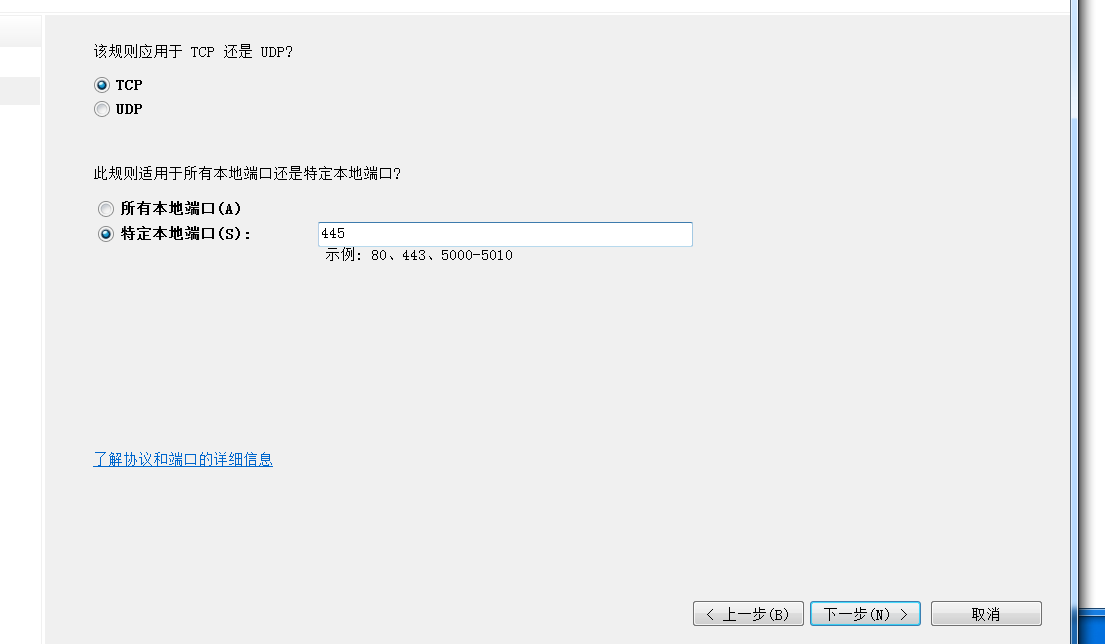 该规则应用于 TCP 还是 UDP?
TCP
UDP
此规则适用于所有本地端口还是特定本地端口?
所有本地端口(A)
特定本地端口(S): 445
示例: 80、443、5000-5010
了解协议和端口的详细信息
< 上一步(B) 下一步(N) > 取消